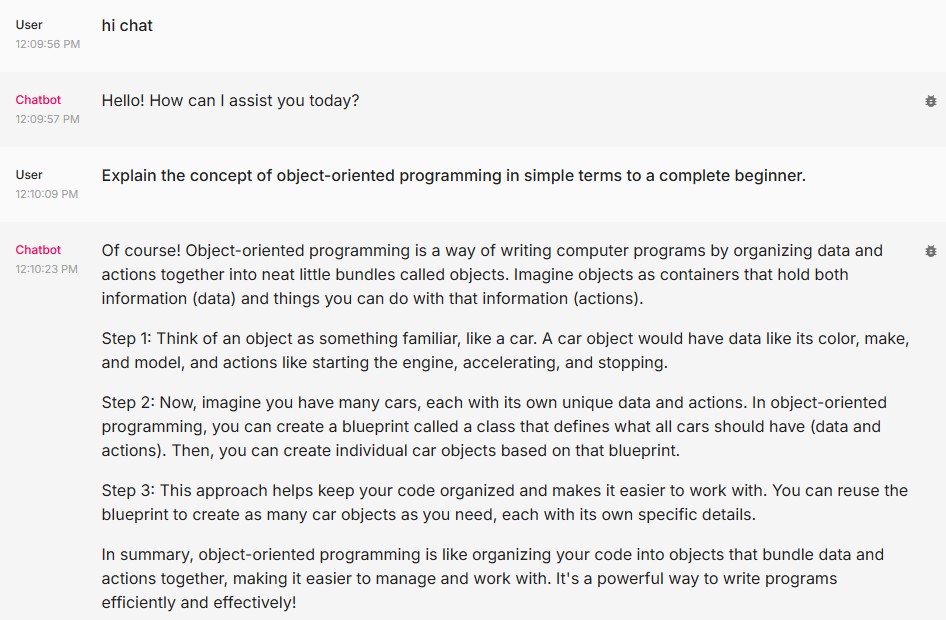 User
hi chat
12:09:56 PM
Chatbot
Hello! How can I assist you today?
12:09:57 PM
User
Explain the concept of object-oriented programming in simple terms to a complete beginner.
12:10:09 PM
Chatbot
Of course! Object-oriented programming is a way of writing computer programs by organizing data and
12:10:23 PM
actions together into neat little bundles called objects. Imagine objects as containers that hold both
information (data) and things you can do with that information (actions).
Step 1: Think of an object as something familiar, like a car. A car object would have data like its color, make,
and model, and actions like starting the engine, accelerating, and stopping.
Step 2: Now, imagine you have many cars, each with its own unique data and actions. In object-oriented
programming, you can create a blueprint called a class that defines what all cars should have (data and
actions). Then, you can create individual car objects based on that blueprint.
Step 3: This approach helps keep your code organized and makes it easier to work with. You can reuse the
blueprint to create as many car objects as you need, each with its own specific details.
In summary, object-oriented programming is like organizing your code into objects that bundle data and
actions together, making it easier to manage and work with. It's a powerful way to write programs
efficiently and effectively!